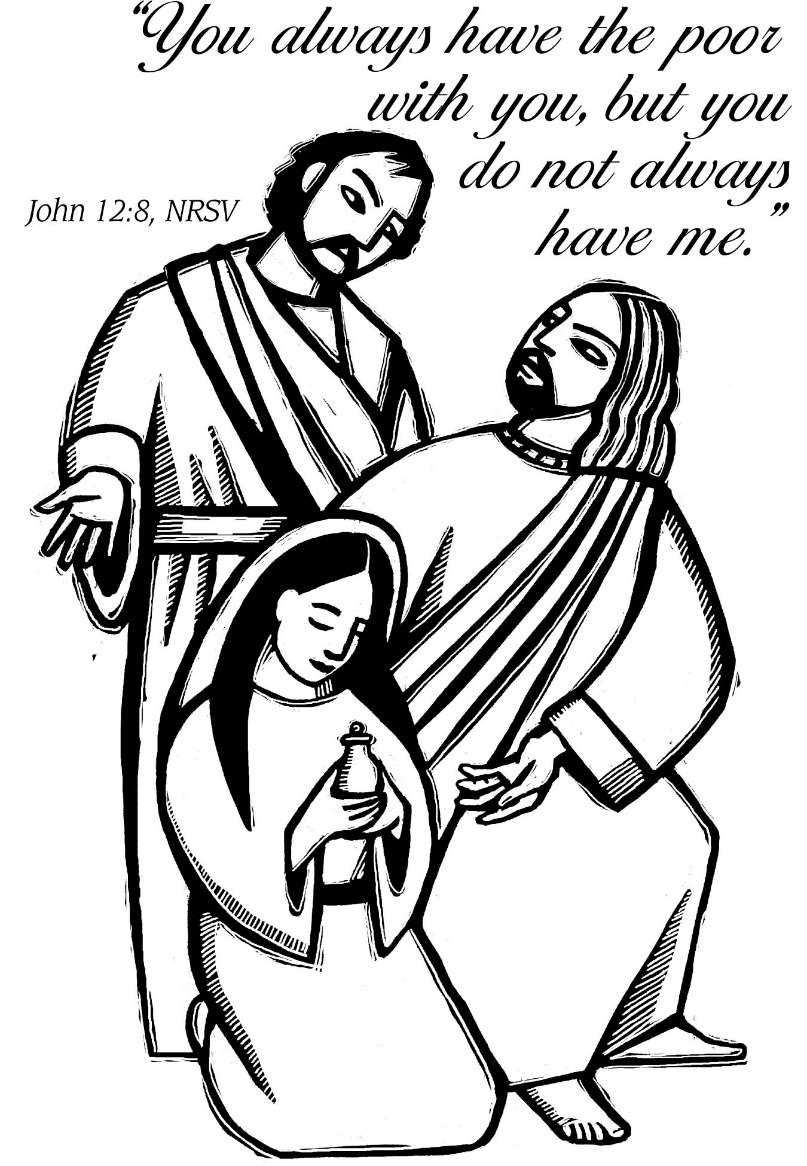 “You always have the poor
with you, but you
do not always
have me.”
John 12:8, NRSV